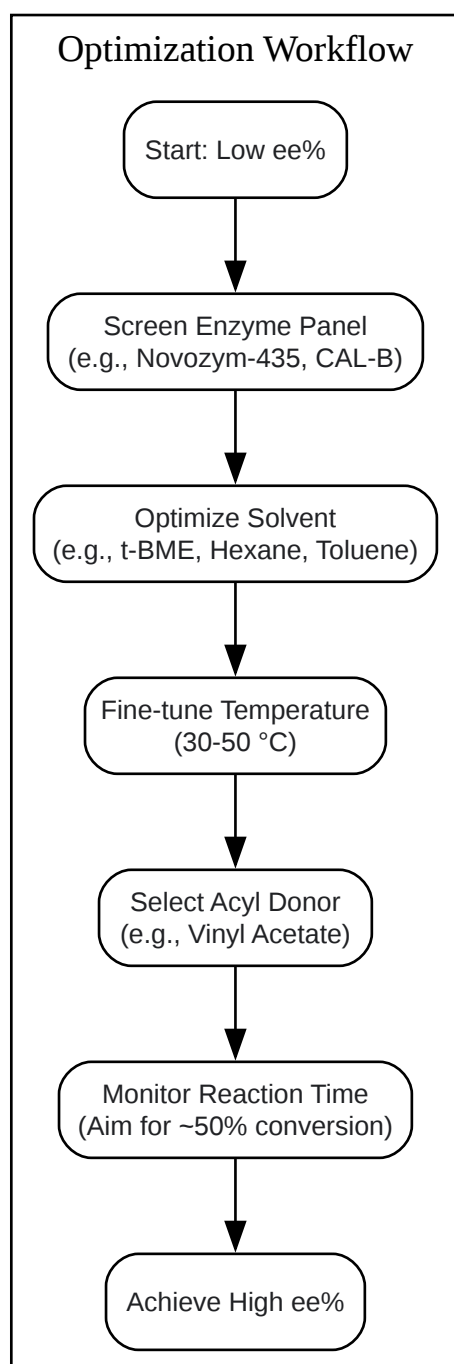 Optimization Workflow
Start: Low ee%
Screen Enzyme Panel
(e.g., Novozym-435, CAL-B)
Optimize Solvent
(e.g., t-BME, Hexane, Toluene)
Fine-tune Temperature
(30-50 °C)
Select Acyl Donor
(e.g., Vinyl Acetate)
Monitor Reaction Time
(Aim for ~50% conversion)
Achieve High ee%